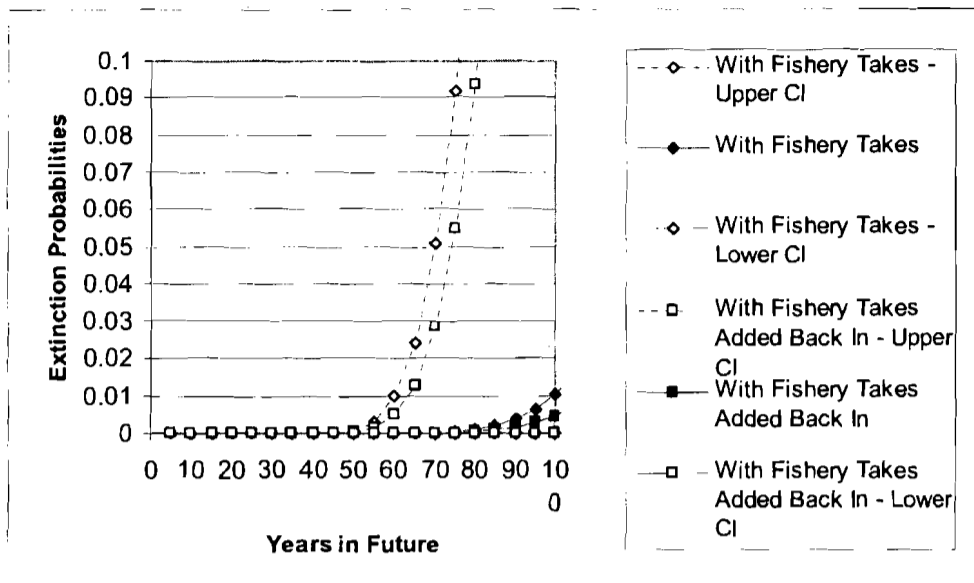 Extinction Probabilities
0.1
0.09
0.08
0.07
0.06
0.05
0.04
0.03
0.02
0.01
0
0 10 20 30 40 50 60 70 80 90 10
0
Years in Future
With Fishery Takes -
Upper CI
With Fishery Takes
With Fishery Takes -
Lower CI
With Fishery Takes
Added Back In - Upper
CI
With Fishery Takes
Added Back In
With Fishery Takes
Added Back In - Lower
CI